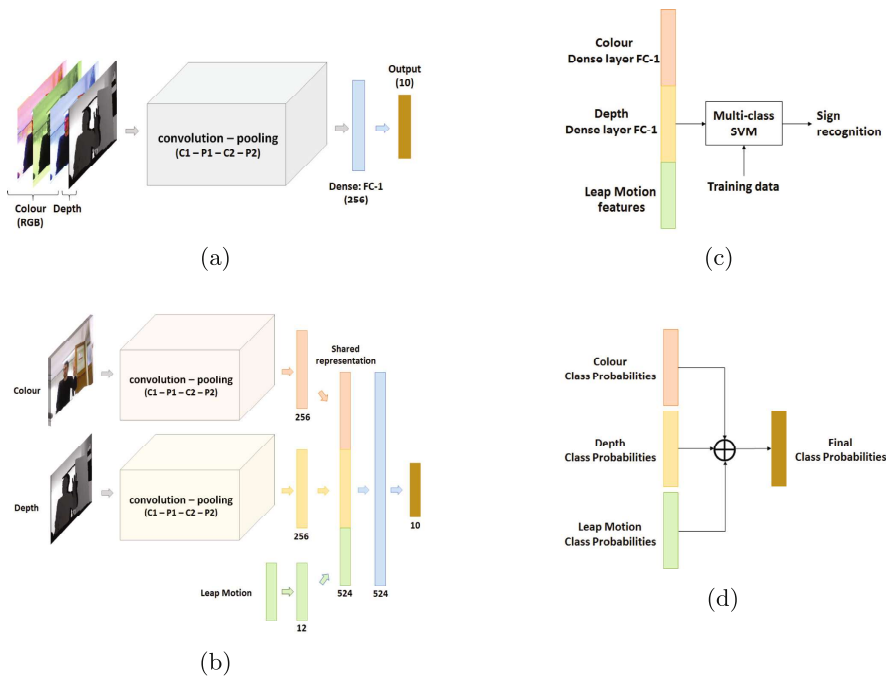 Output
(10)
convolution – pooling
(C1 – P1 – C2 – P2)
Dense: FC-1
(256)
Colour
(RGB)
Depth
(a)
Colour
Dense layer FC-1
Depth
Dense layer FC-1
Leap Motion
features
Multi-class
SVM
Training data
Sign
recognition
(c)
Colour
convolution – pooling
(C1 – P1 – C2 – P2)
256
Shared
representation
Depth
convolution – pooling
(C1 – P1 – C2 – P2)
256
Leap Motion
12
524
524
10
(b)
Colour
Class Probabilities
Depth
Class Probabilities
Leap Motion
Class Probabilities
Final
Class Probabilities
(d)